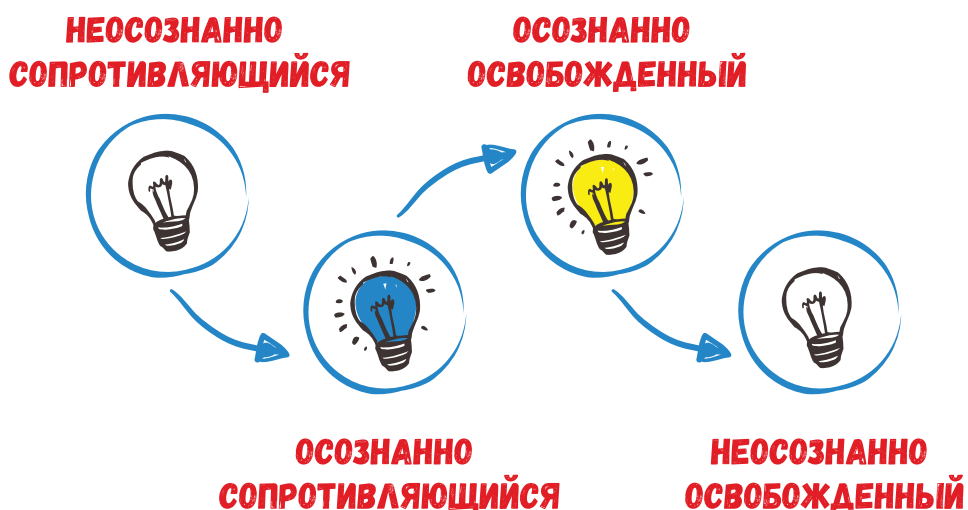 НЕОСОЗНАННО
СОПРОТИВЛЯЮЩИЙСЯ
ОСОЗНАННО
ОСВОБОЖДЕННЫЙ
ОСОЗНАННО
СОПРОТИВЛЯЮЩИЙСЯ
НЕОСОЗНАННО
ОСВОБОЖДЕННЫЙ